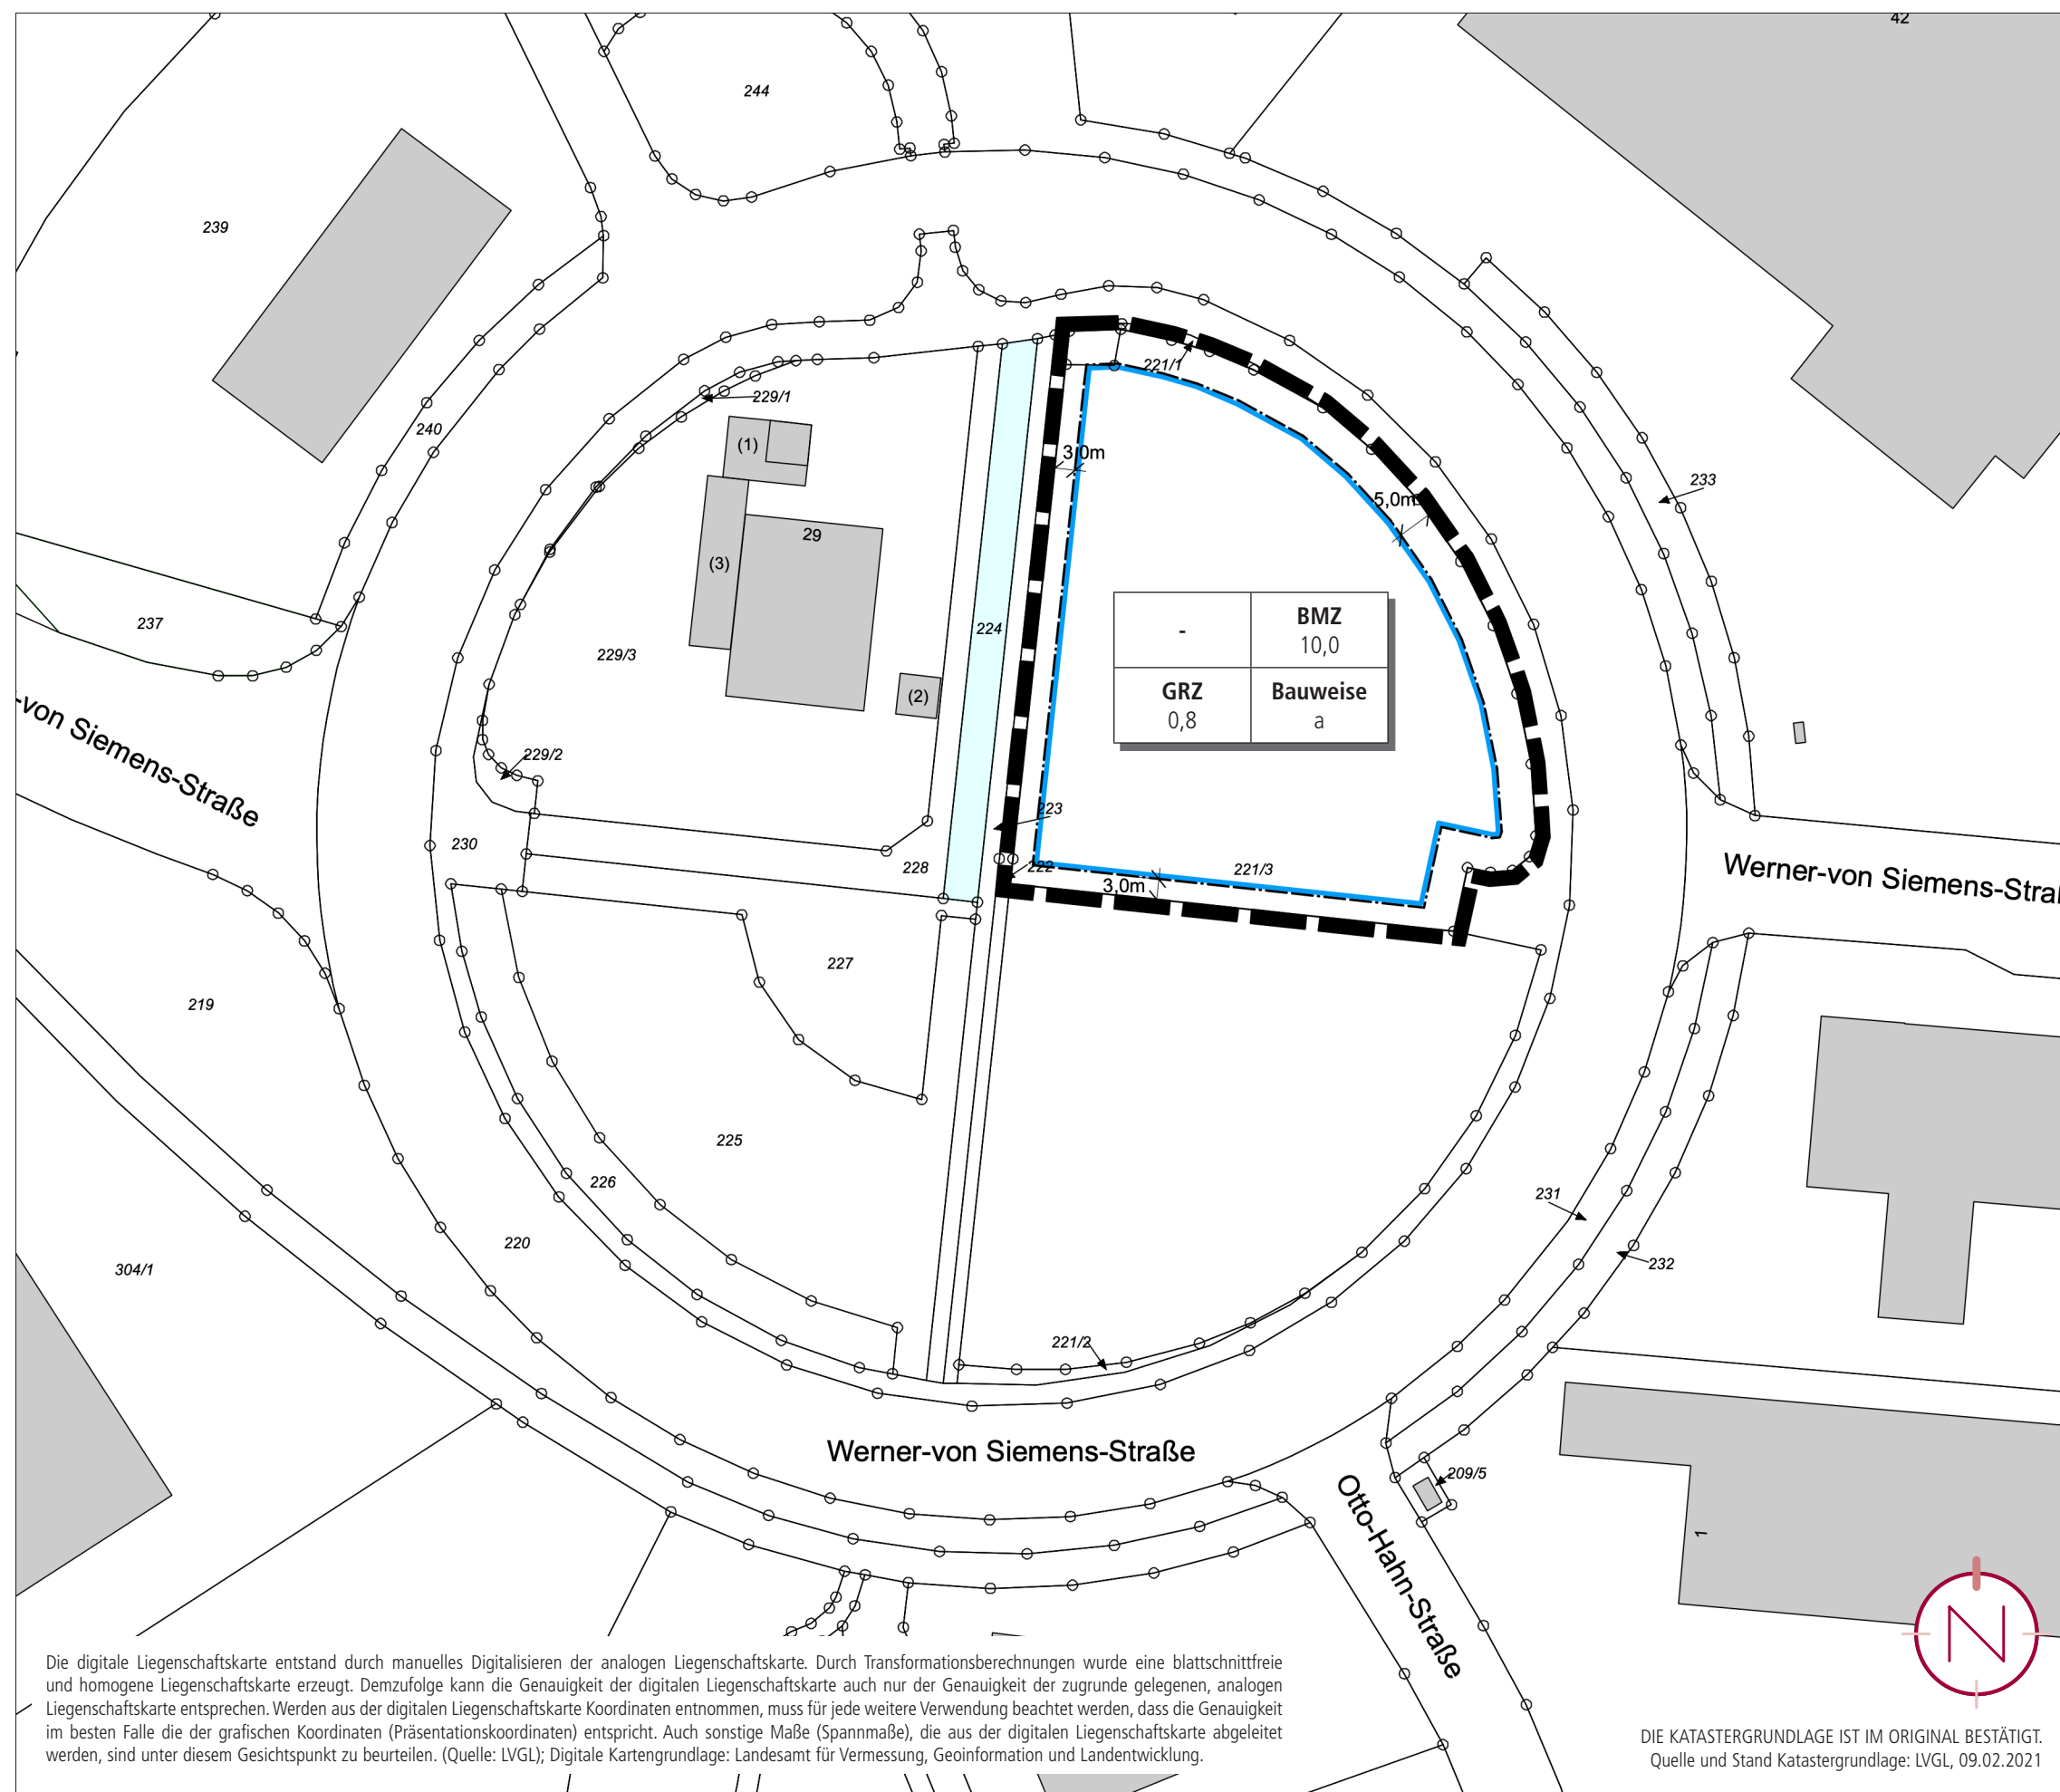 42
244
239
221/1
229/1
240
(1)
3,0m
233
5,0m
29
(3)
-
BMZ
10,0
GRZ
0,8
Bauweise
a
237
224
229/3
(2)
-von Siemens-Straße
229/2
223
230
228
222
221/3
3,0m
Werner-von Siemens-Straß
227
219
225
226
231
220
232
304/1
221/2
Werner-von Siemens-Straße
209/5
Otto-Hahn-Straße
1
N
Die digitale Liegenschaftskarte entstand durch manuelles Digitalisieren der analogen Liegenschaftskarte. Durch Transformationsberechnungen wurde eine blattschnittfreie
und homogene Liegenschaftskarte erzeugt. Demzufolge kann die Genauigkeit der digitalen Liegenschaftskarte auch nur der Genauigkeit der zugrunde gelegenen, analogen
Liegenschaftskarte entsprechen. Werden aus der digitalen Liegenschaftskarte Koordinaten entnommen, muss für jede weitere Verwendung beachtet werden, dass die Genauigkeit
im besten Falle die der grafischen Koordinaten (Präsentationskoordinaten) entspricht. Auch sonstige Maße (Spannmaße), die aus der digitalen Liegenschaftskarte abgeleitet
werden, sind unter diesem Gesichtspunkt zu beurteilen. (Quelle: LVGL); Digitale Kartengrundlage: Landesamt für Vermessung, Geoinformation und Landentwicklung.
DIE KATASTERGRUNDLAGE IST IM ORIGINAL BESTÄTIGT.
Quelle und Stand Katastergrundlage: LVGL, 09.02.2021